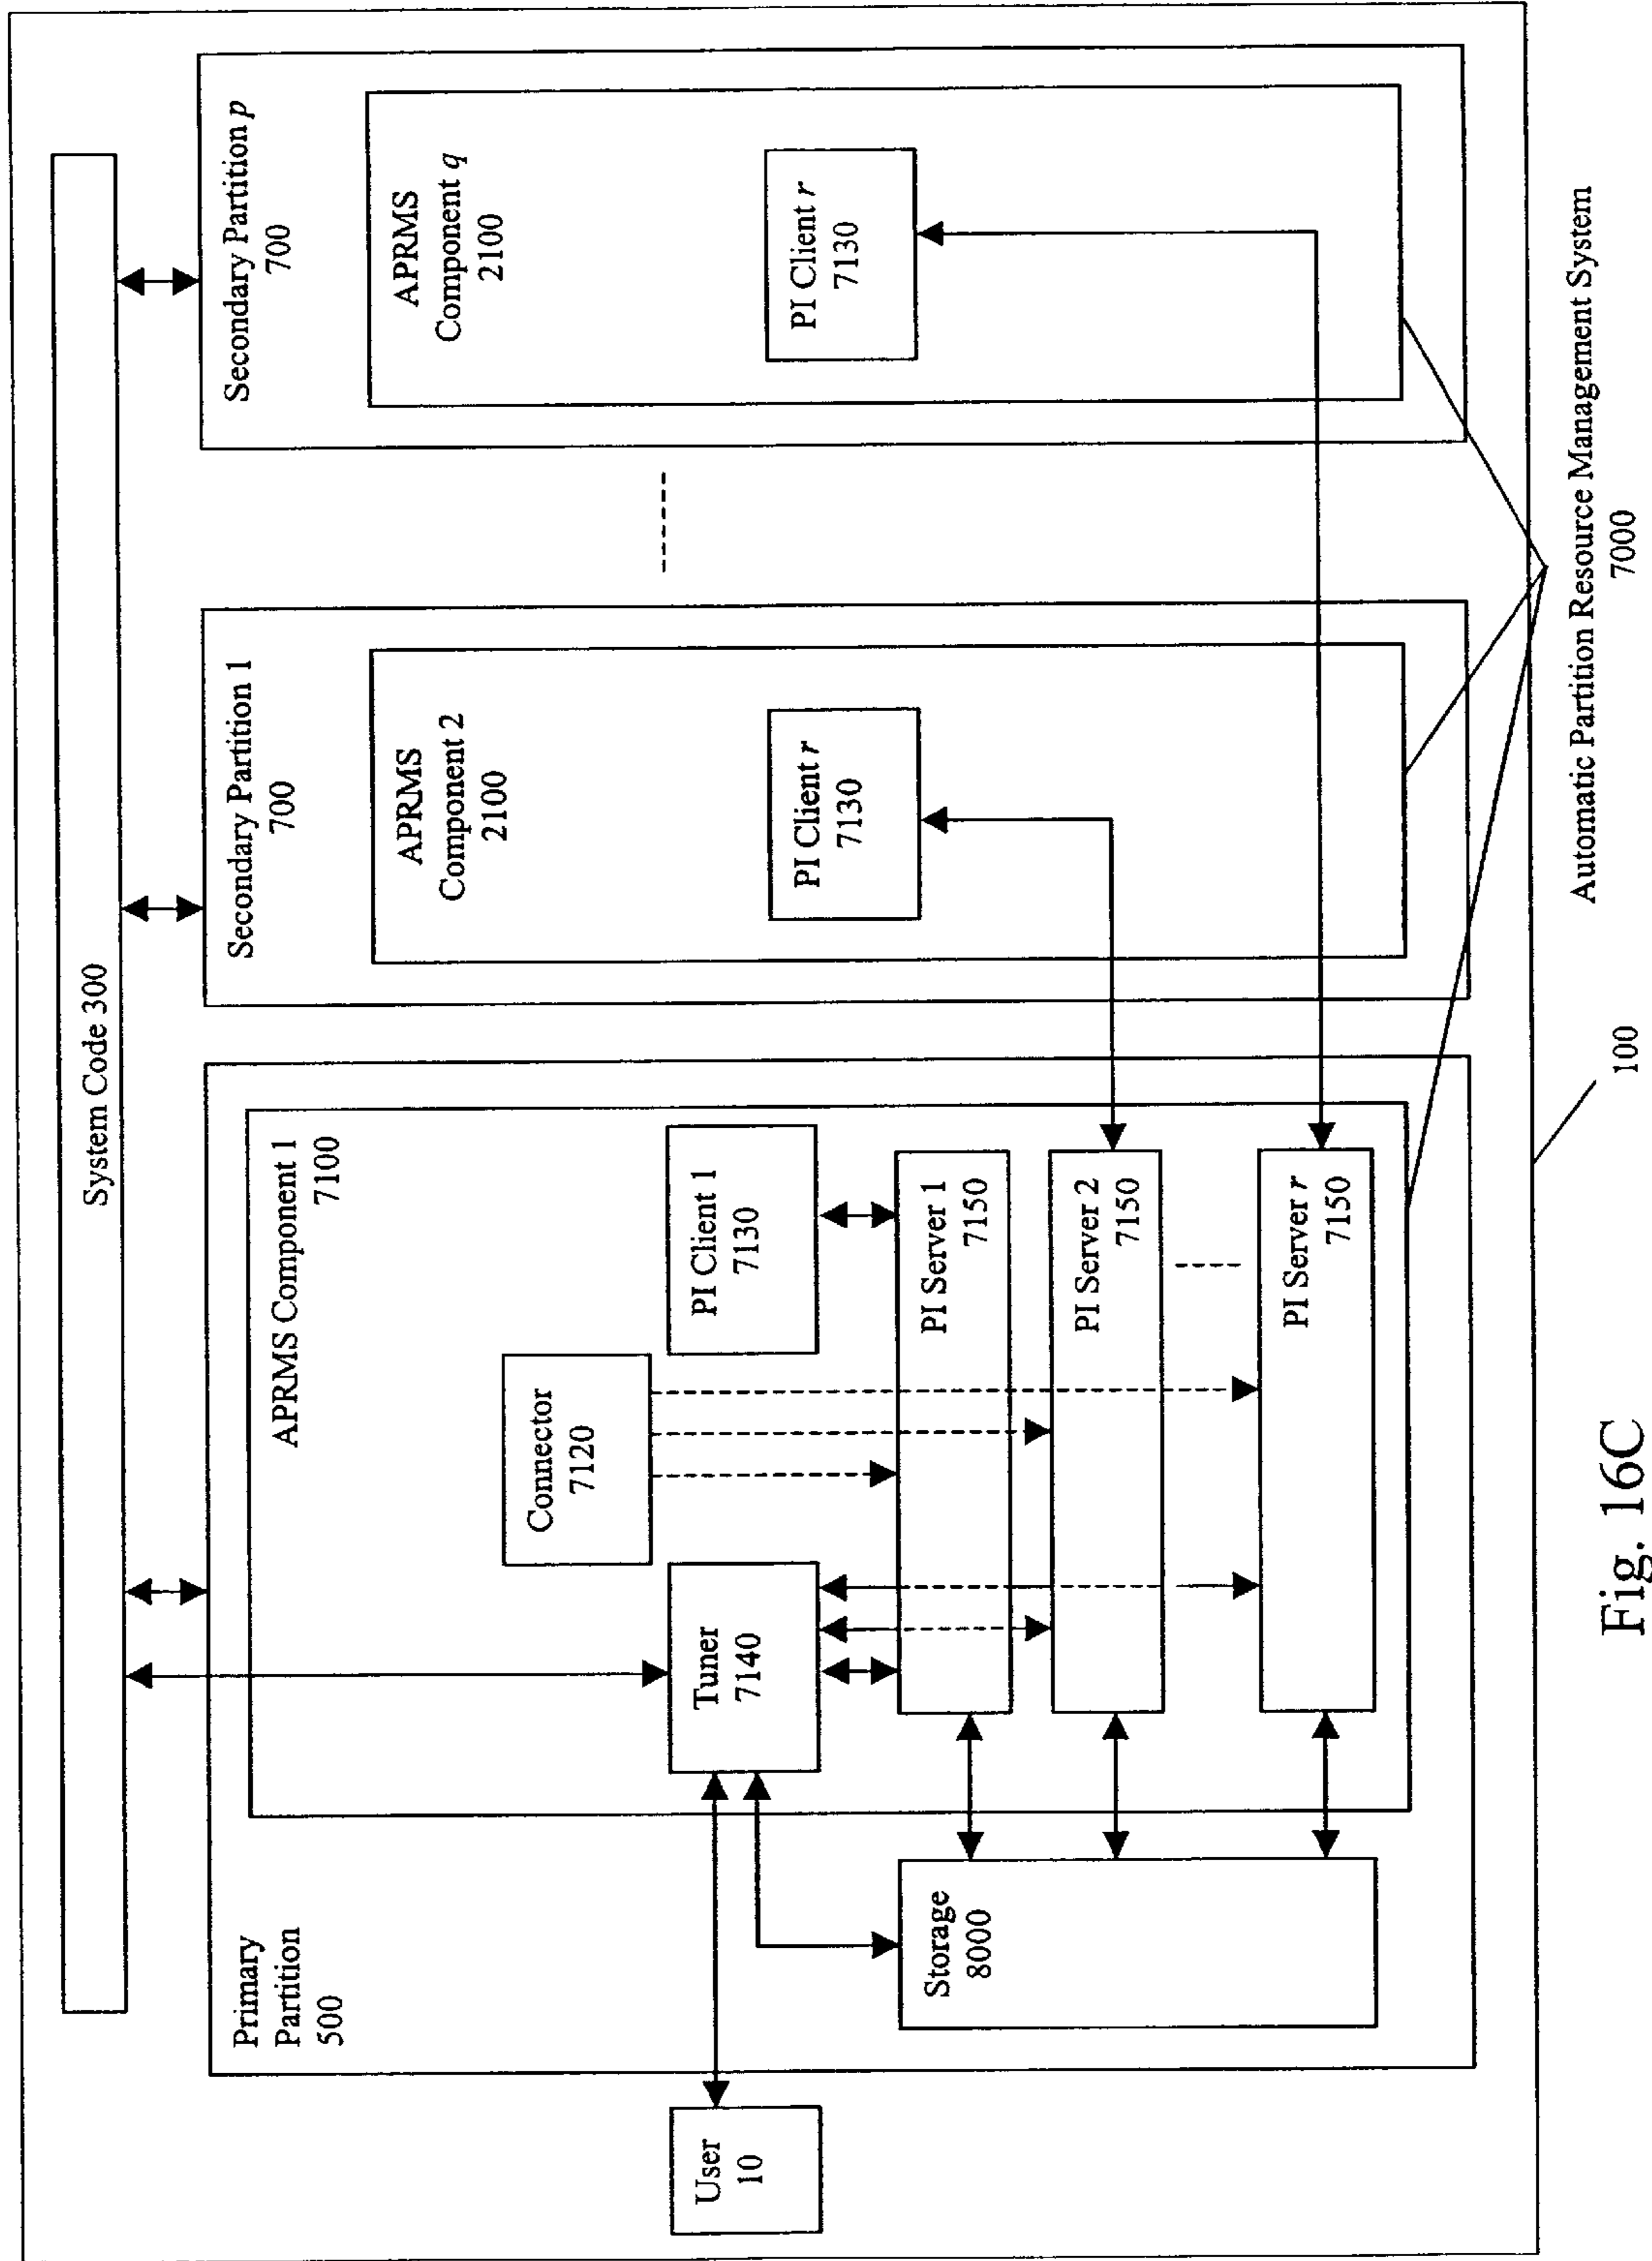 System Code 300
Primary
Partition
500
APRMS Component 1
7100
Secondary Partition 1
700
Secondary Partition p
700
APRMS
Component 2
2100
APRMS
Component q
2100
Connector
7120
User
10
Tuner
7140
PI Client 1
7130
PI Client r
7130
PI Client r
7130
Storage
8000
PI Server 1
7150
PI Server 2
7150
PI Server r
7150
100
Automatic Partition Resource Management System
7000
Fig. 16C